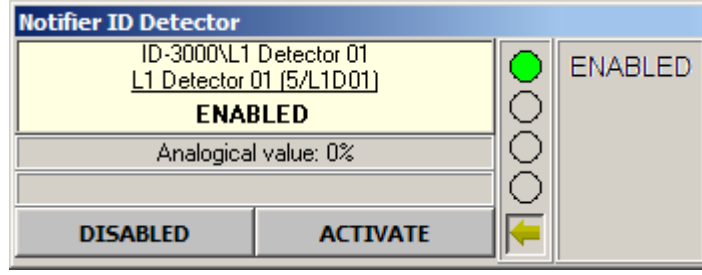 Notifier ID Detector
ID-3000\L1 Detector 01
L1 Detector 01 (5/L1D01)
ENABLED
Analogical value: 0%
DISABLED ACTIVATE
ENABLED